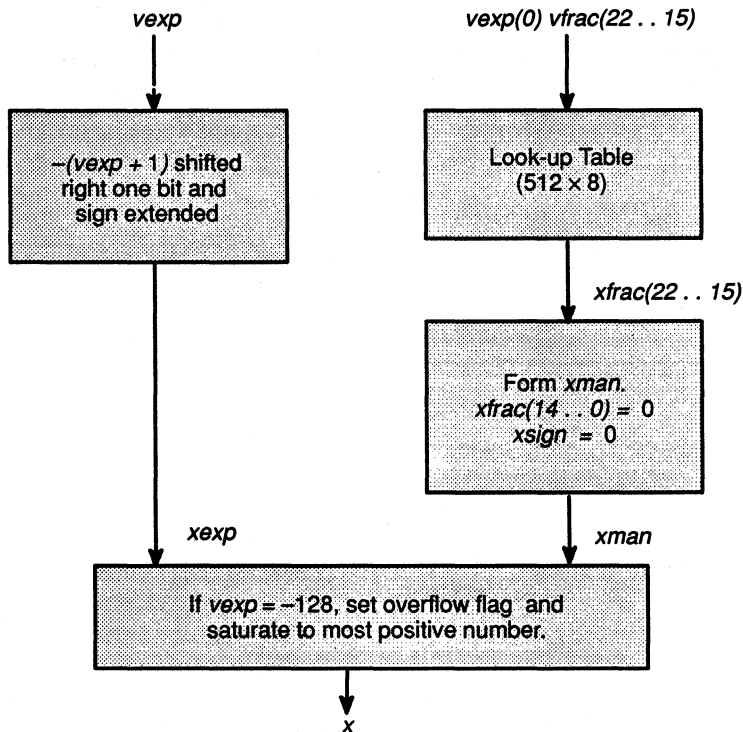 vexp
vexp(0) vfrac(22 . . 15)
–(vexp + 1) shifted
right one bit and
sign extended
Look-up Table
(512 × 8)
xfrac(22 . . 15)
Form xman.
xfrac(14 . . 0) = 0
xsign = 0
xexp
xman
If vexp = –128, set overflow flag and
saturate to most positive number.
x